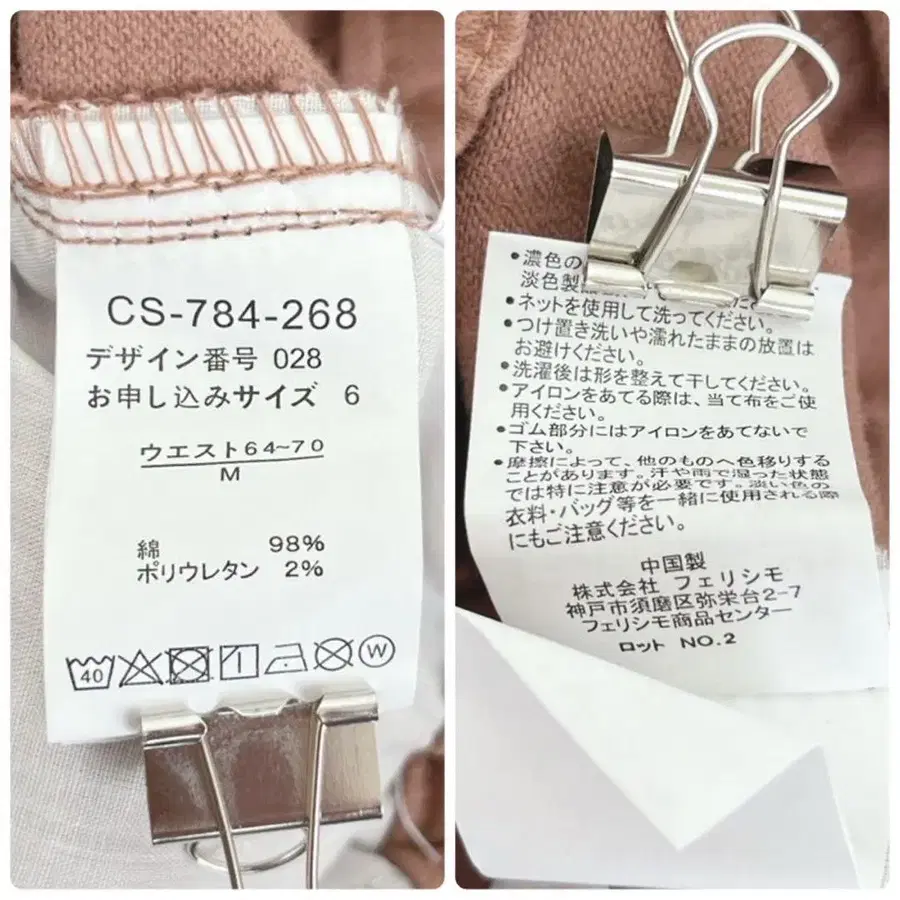 CS-784-268
デザイン番号 028
お申し込みサイズ 6
ウエスト64~70
M
綿 98%
ポリウレタン 2%
40
W
•濃色の
淡色製
•ネットを使用して洗ってください。
•つけ置き洗いや濡れたままの放置は
お避けください。
•洗濯後は形を整えて干してください。
•アイロンをあてる際は、当て布をご使
用ください。
•ゴム部分にはアイロンをあてないで
下さい。
•摩擦によって、他のものへ色移りする
ことがあります。汗や雨で湿った状態
では特に注意が必要です。淡い色の
衣料・バッグ等を一緒に使用される際
にもご注意ください。
中国製
株式会社 フェリシモ
神戸市須磨区弥栄台2-7
フェリシモ商品センター
ロット NO.2